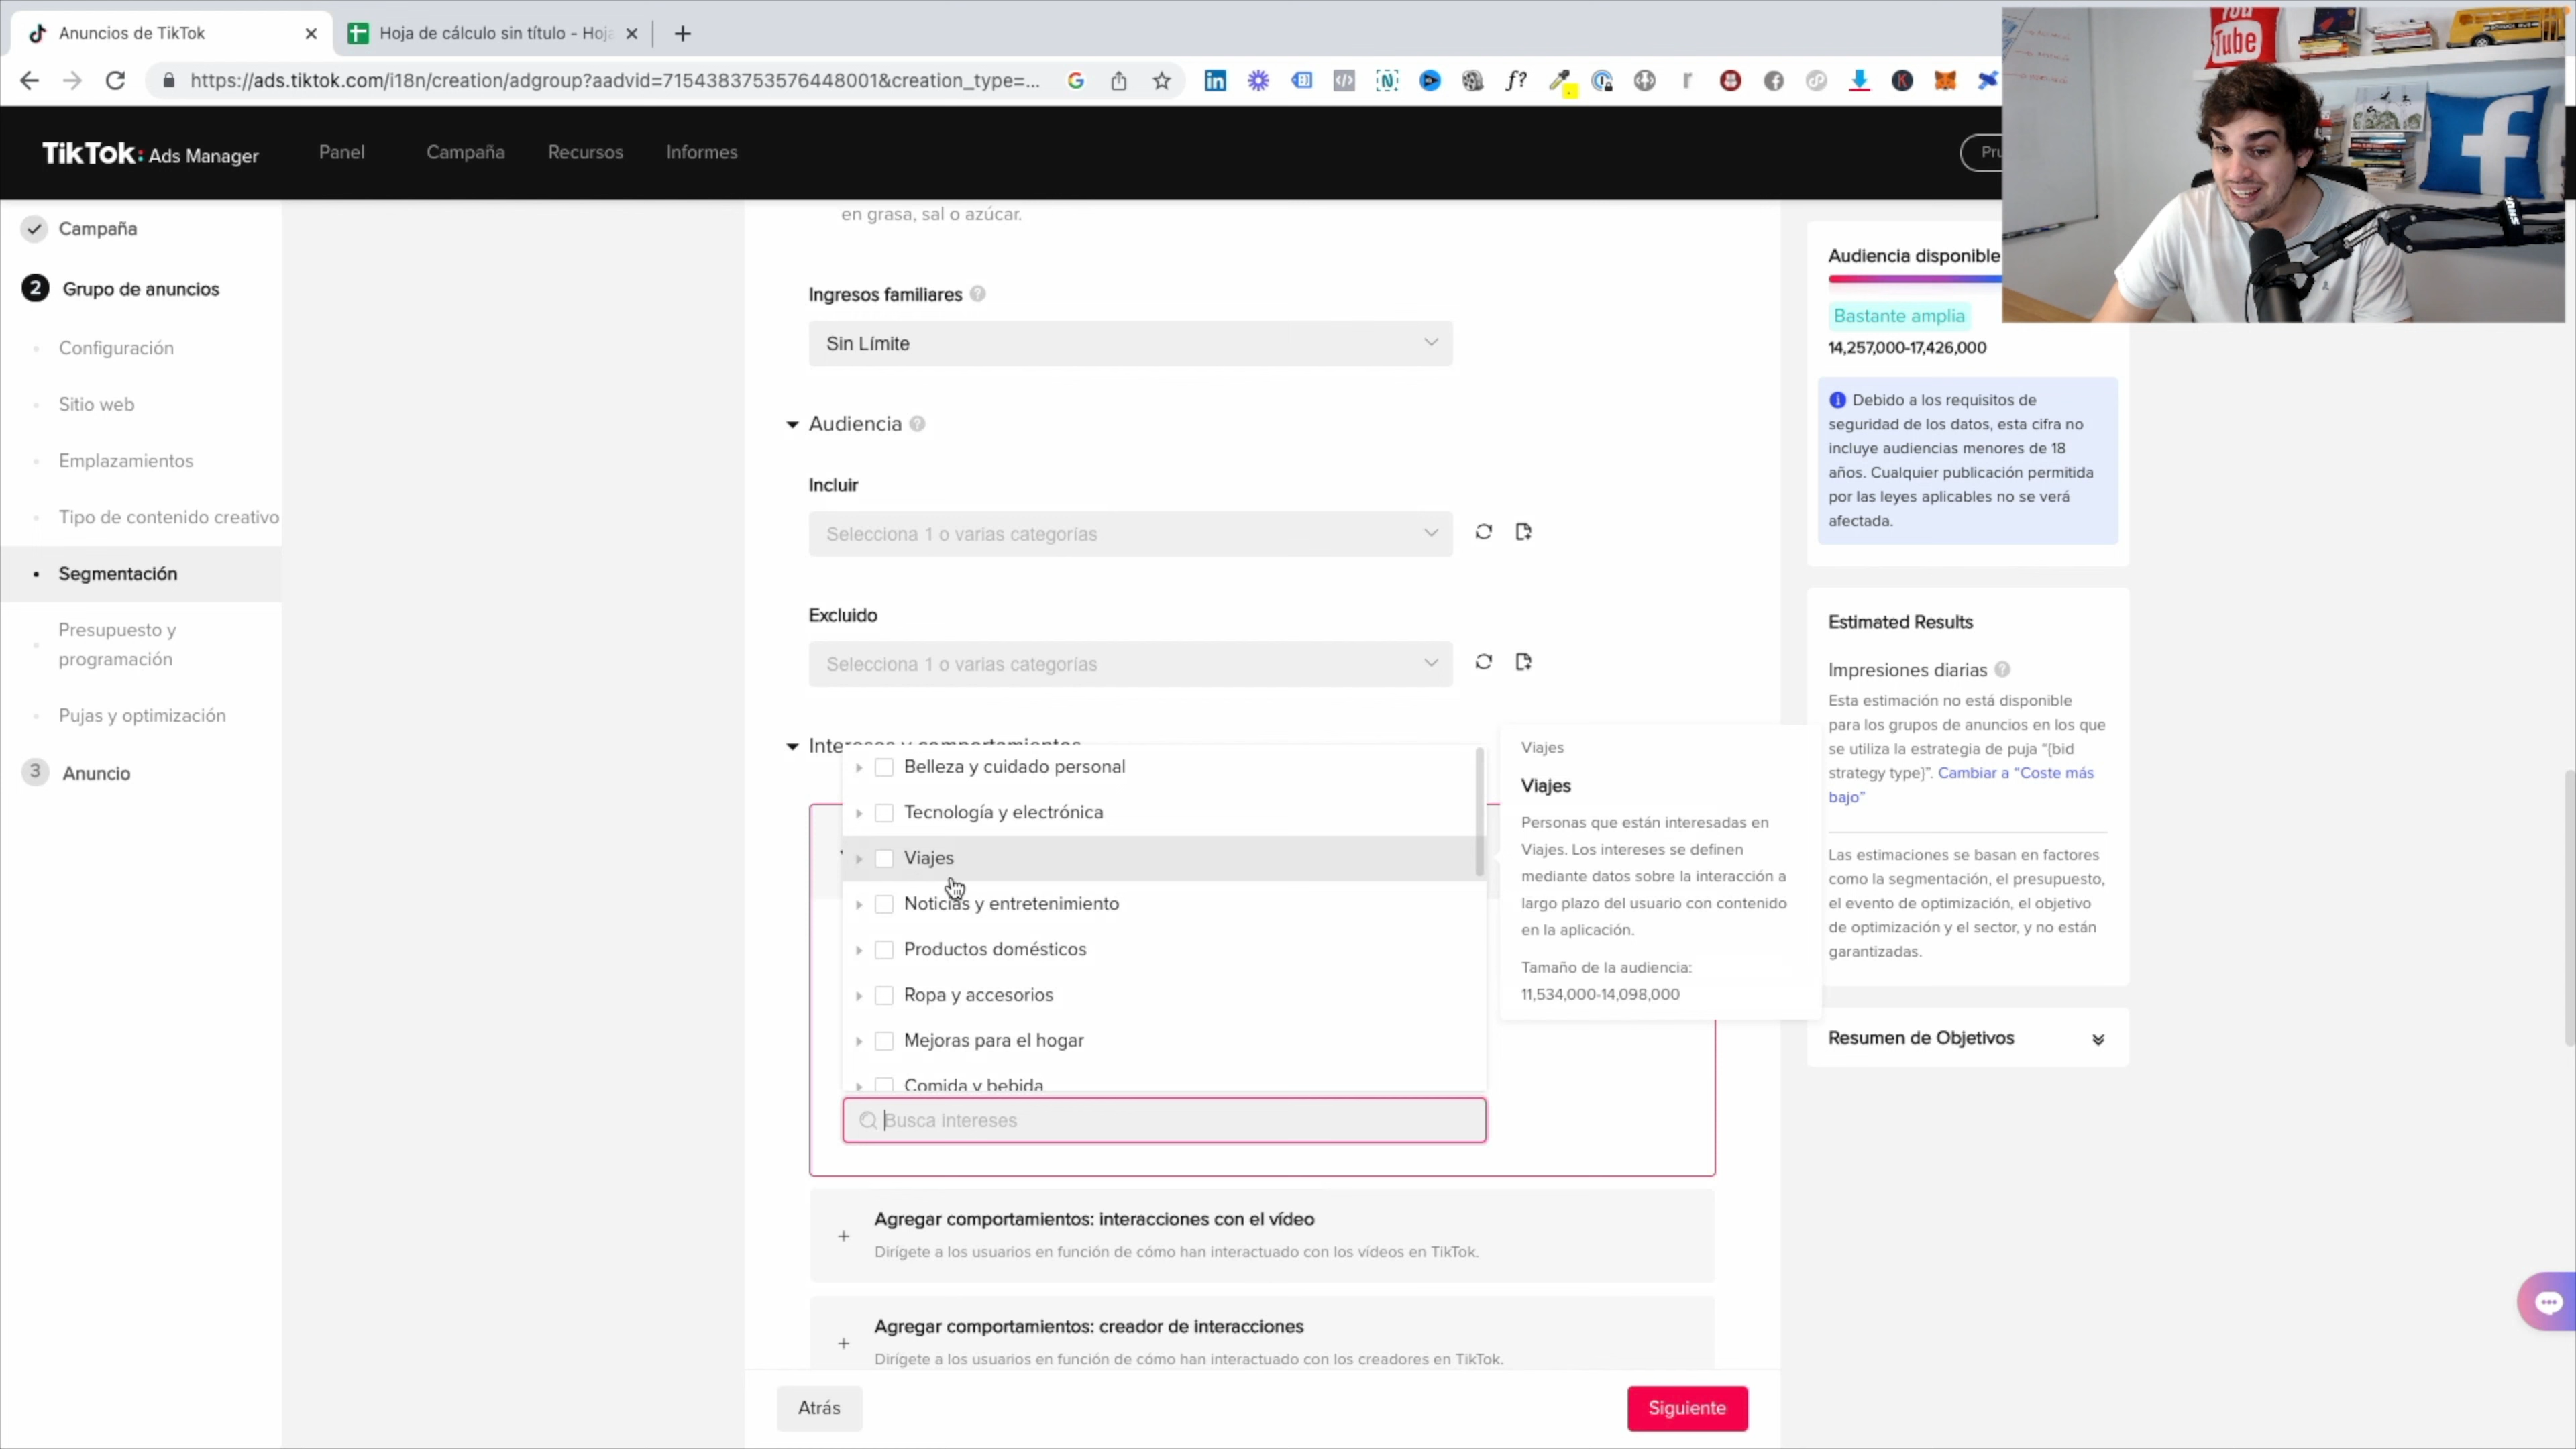 Anuncios de TikTok
Hoja de cálculo sin título - Hoja
https://ads.tiktok.com/i18n/creation/adgroup?aadvid=7154383753576448001&creation_type=...
TikTok: Ads Manager
Panel
Campaña
Recursos
Informes
You
Tube
Campaña
2 Grupo de anuncios
Configuración
Sitio web
Emplazamientos
Tipo de contenido creativo
Segmentación
Presupuesto y
programación
Pujas y optimización
3 Anuncio
en grasa, sal o azúcar.
Ingresos familiares
Sin Límite
Audiencia
Incluir
Selecciona 1 o varias categorías
Excluido
Selecciona 1 o varias categorías
Intereses y comportamientos
Belleza y cuidado personal
Tecnología y electrónica
Viajes
Noticias y entretenimiento
Productos domésticos
Ropa y accesorios
Mejoras para el hogar
Comida y bebida
Busca intereses
Agregar comportamientos: interacciones con el vídeo
Dirígete a los usuarios en función de cómo han interactuado con los vídeos en TikTok.
Agregar comportamientos: creador de interacciones
Dirígete a los usuarios en función de cómo han interactuado con los creadores en TikTok.
Atrás
Siguiente
Viajes
Viajes
Personas que están interesadas en
Viajes. Los intereses se definen
mediante datos sobre la interacción a
largo plazo del usuario con contenido
en la aplicación.
Tamaño de la audiencia:
11,534,000-14,098,000
Audiencia disponible
Bastante amplia
14,257,000-17,426,000
Debido a los requisitos de
seguridad de los datos, esta cifra no
incluye audiencias menores de 18
años. Cualquier publicación permitida
por las leyes aplicables no se verá
afectada.
Estimated Results
Impresiones diarias
Esta estimación no está disponible
para los grupos de anuncios en los que
se utiliza la estrategia de puja "{bid
strategy type}". Cambiar a "Coste más
bajo"
Las estimaciones se basan en factores
como la segmentación, el presupuesto,
el evento de optimización, el objetivo
de optimización y el sector, y no están
garantizadas.
Resumen de Objetivos